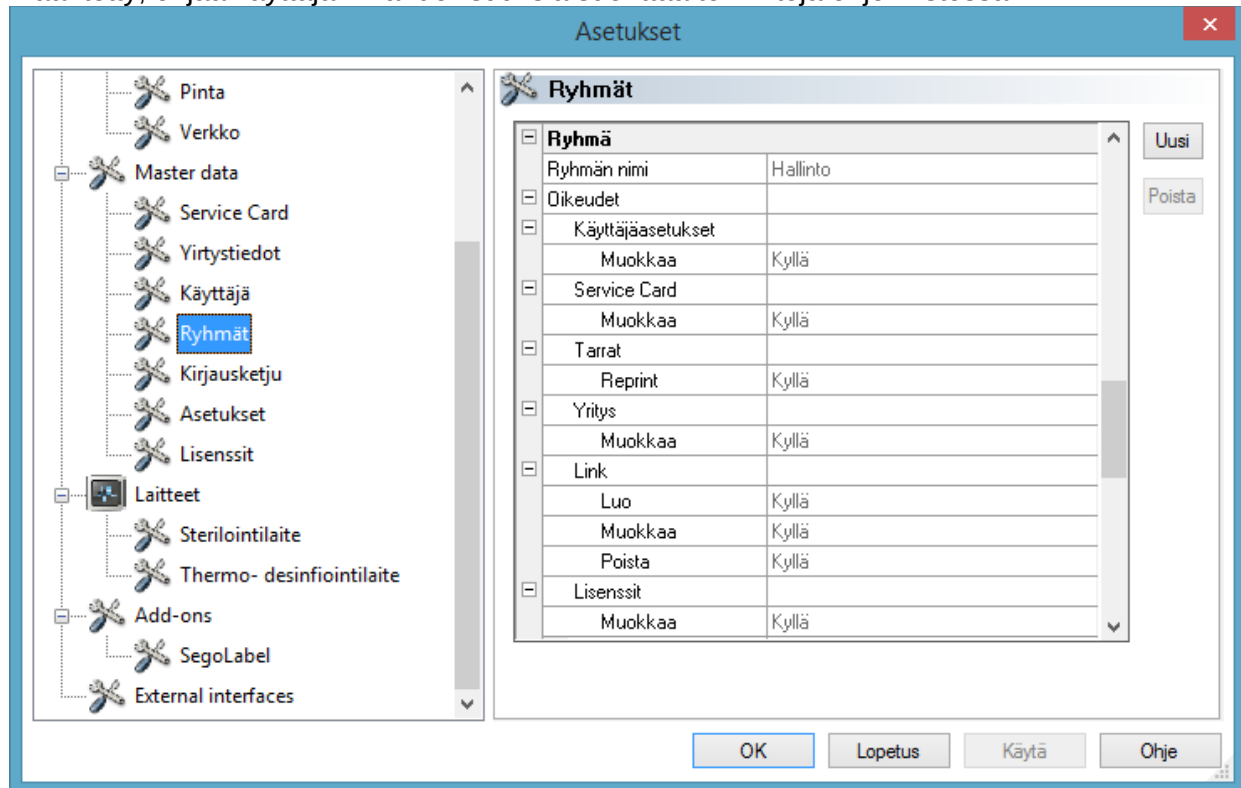 Asetukset
Pinta
Verkko
Master data
Service Card
Yirtystiedot
Käyttäjä
Ryhmät
Kirjausketju
Asetukset
Lisenssit
Laitteet
Sterilointilaite
Thermo- desinfiointilaite
Add-ons
SegoLabel
External interfaces
Ryhmät
Ryhmä
Ryhmän nimi Hallinto
Oikeudet
Käyttäjäasetukset
Muokkaa Kyllä
Service Card
Muokkaa Kyllä
Tarrat
Reprint Kyllä
Yritys
Muokkaa Kyllä
Link
Luo Kyllä
Muokkaa Kyllä
Poista Kyllä
Lisenssit
Muokkaa Kyllä
Uusi
Poista
OK Lopetus Käytä Ohje